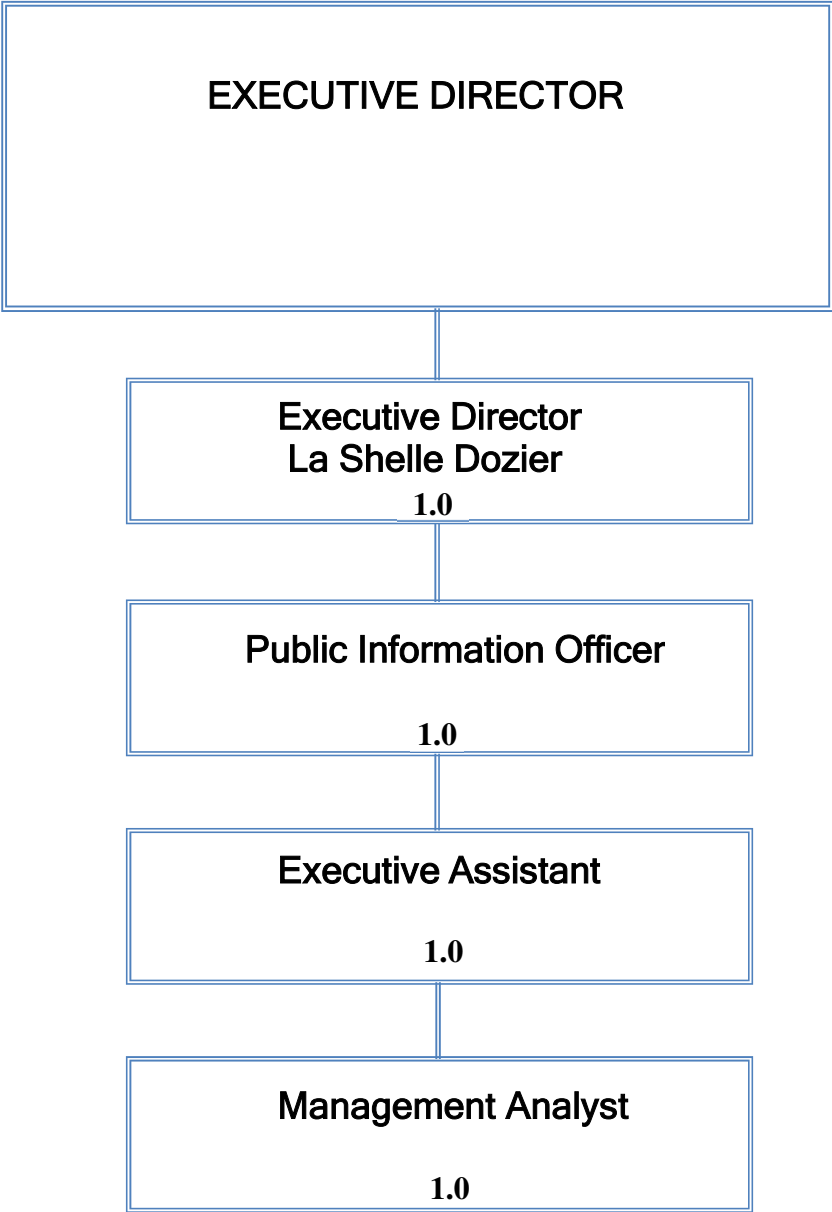 EXECUTIVE DIRECTOR
Executive Director
La Shelle Dozier
1.0
Public Information Officer
1.0
Executive Assistant
1.0
Management Analyst
1.0